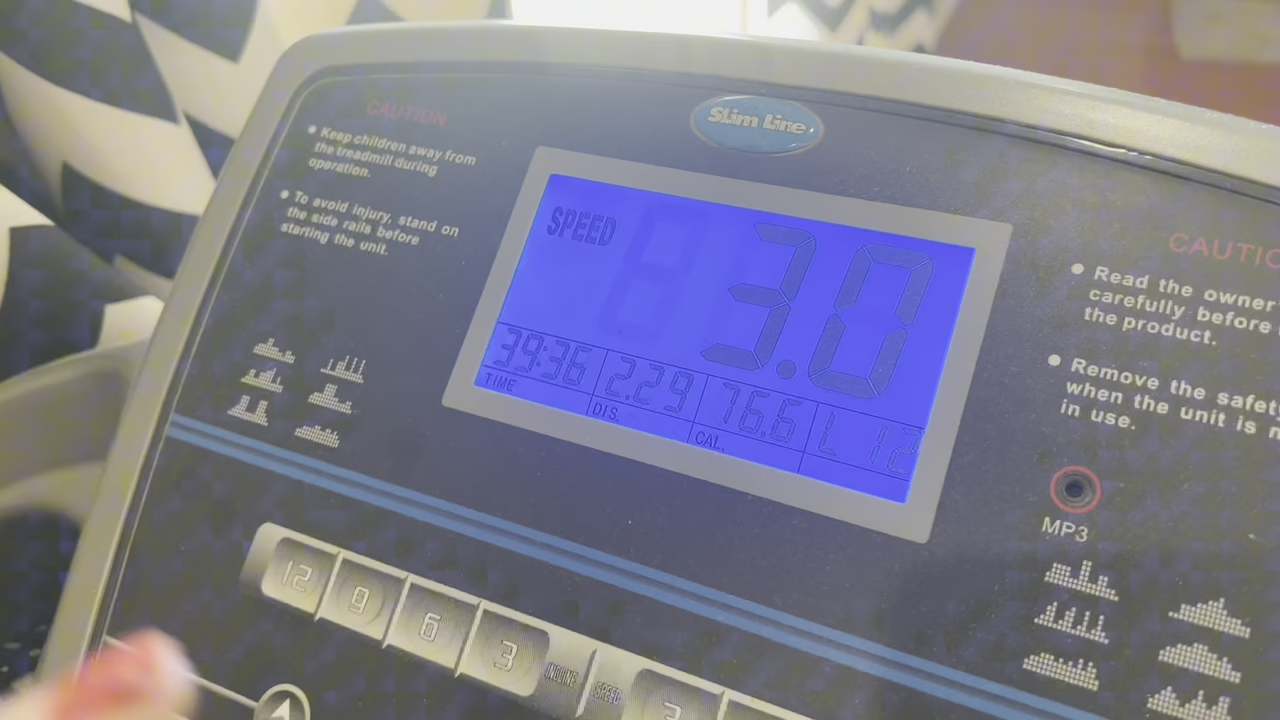 CAUTION
Keep children away from
the treadmill during
operation.
To avoid injury, stand on
the side rails before
starting the unit.
Slim Line
SPEED
3.0
39:36 2.29 76.6 L 12
TIME DIS. CAL.
CAUTIO
Read the owner'
carefully before
the product.
Remove the safet
when the unit is n
in use.
MP3
12 9 6 3 INCLINE SPEED 3